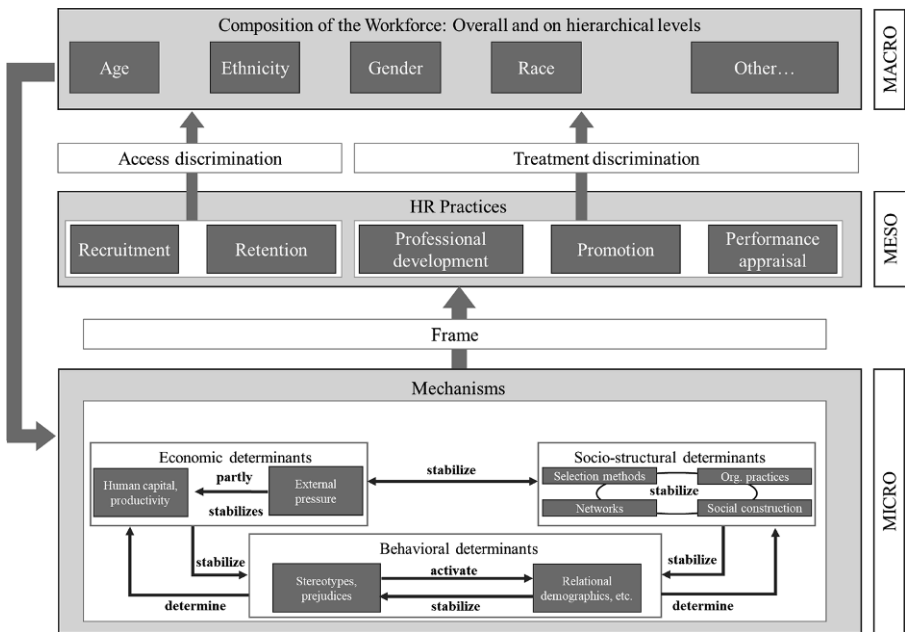 Composition of the Workforce: Overall and on hierarchical levels
Age
Ethnicity
Gender
Race
Other…
MACRO
Access discrimination
Treatment discrimination
HR Practices
Recruitment
Retention
Professional
development
Promotion
Performance
appraisal
MESO
Frame
Mechanisms
Economic determinants
Human capital,
productivity
partly
stabilizes
External
pressure
stabilize
Socio-structural determinants
Selection methods
Org. practices
stabilize
Networks
Social construction
stabilize
determine
Behavioral determinants
Stereotypes,
prejudices
activate
stabilize
Relational
demographics, etc.
stabilize
determine
MICRO